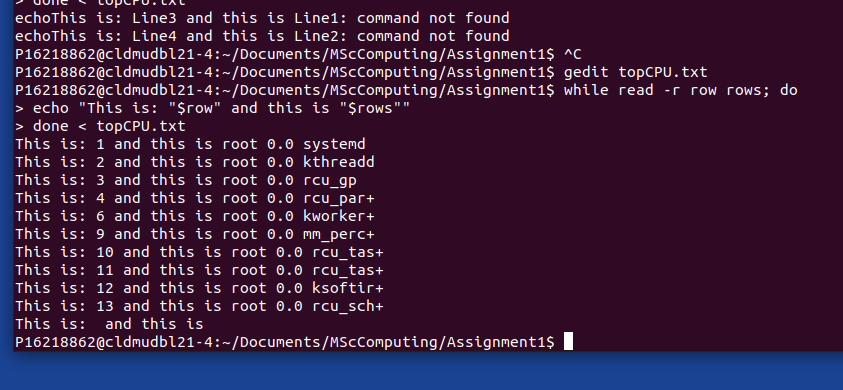 > done < topCPU.txt
echoThis is: Line3 and this is Line1: command not found
echoThis is: Line4 and this is Line2: command not found
P16218862@cldmudbl21-4:~/Documents/MScComputing/Assignment1$ ^C
P16218862@cldmudbl21-4:~/Documents/MScComputing/Assignment1$ gedit topCPU.txt
P16218862@cldmudbl21-4:~/Documents/MScComputing/Assignment1$ while read -r row rows; do
> echo "This is: "$row" and this is "$rows""
> done < topCPU.txt
This is: 1 and this is root 0.0 systemd
This is: 2 and this is root 0.0 kthreadd
This is: 3 and this is root 0.0 rcu_gp
This is: 4 and this is root 0.0 rcu_par+
This is: 6 and this is root 0.0 kworker+
This is: 9 and this is root 0.0 mm_perc+
This is: 10 and this is root 0.0 rcu_tas+
This is: 11 and this is root 0.0 rcu_tas+
This is: 12 and this is root 0.0 ksoftir+
This is: 13 and this is root 0.0 rcu_sch+
This is:  and this is
P16218862@cldmudbl21-4:~/Documents/MScComputing/Assignment1$